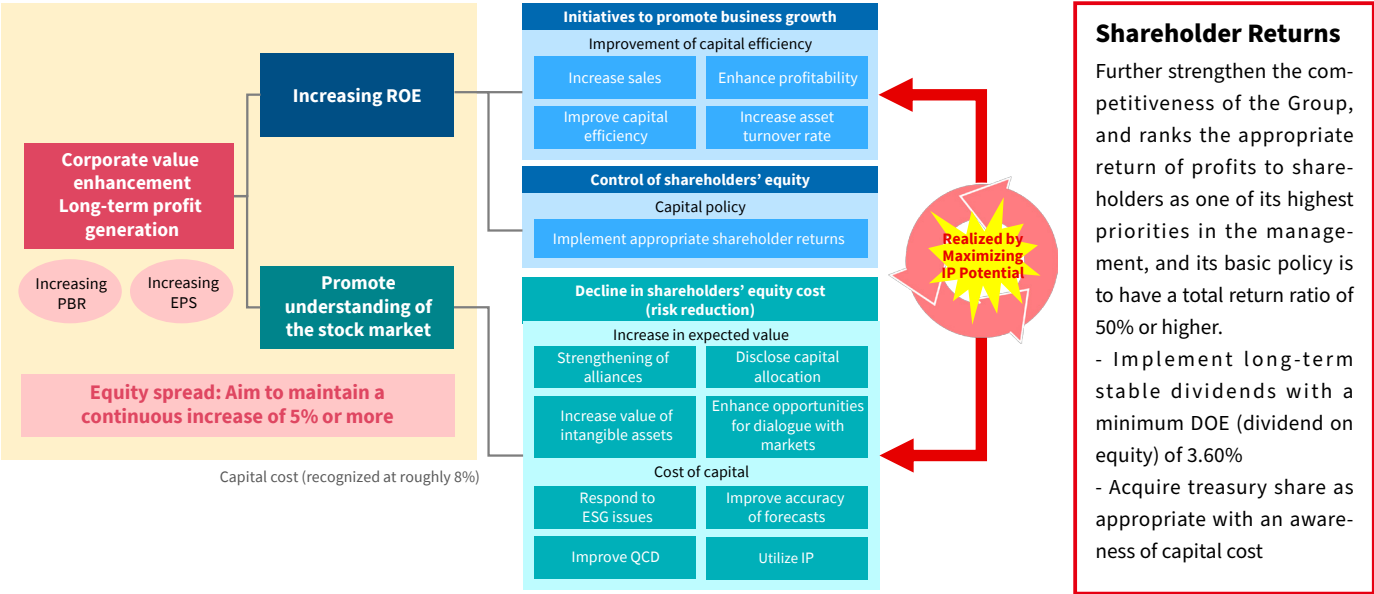 Corporate value
enhancement
Long-term profit
generation
Increasing
PBR
Increasing
EPS
Increasing ROE
Promote
understanding of
the stock market
Equity spread: Aim to maintain a
continuous increase of 5% or more
Capital cost (recognized at roughly 8%)
Initiatives to promote business growth
Improvement of capital efficiency
Increase sales
Enhance profitability
Improve capital
efficiency
Increase asset
turnover rate
Control of shareholders’ equity
Capital policy
Implement appropriate shareholder returns
Decline in shareholders’ equity cost
(risk reduction)
Increase in expected value
Strengthening of
alliances
Disclose capital
allocation
Increase value of
intangible assets
Enhance opportunities
for dialogue with
markets
Cost of capital
Respond to
ESG issues
Improve accuracy
of forecasts
Improve QCD
Utilize IP
Realized by
Maximizing
IP Potential
Shareholder Returns
Further strengthen the com-
petitiveness of the Group,
and ranks the appropriate
return of profits to share-
holders as one of its highest
priorities in the manage-
ment, and its basic policy is
to have a total return ratio of
50% or higher.
- Implement long-term
stable dividends with a
minimum DOE (dividend on
equity) of 3.60%
- Acquire treasury share as
appropriate with an aware-
ness of capital cost